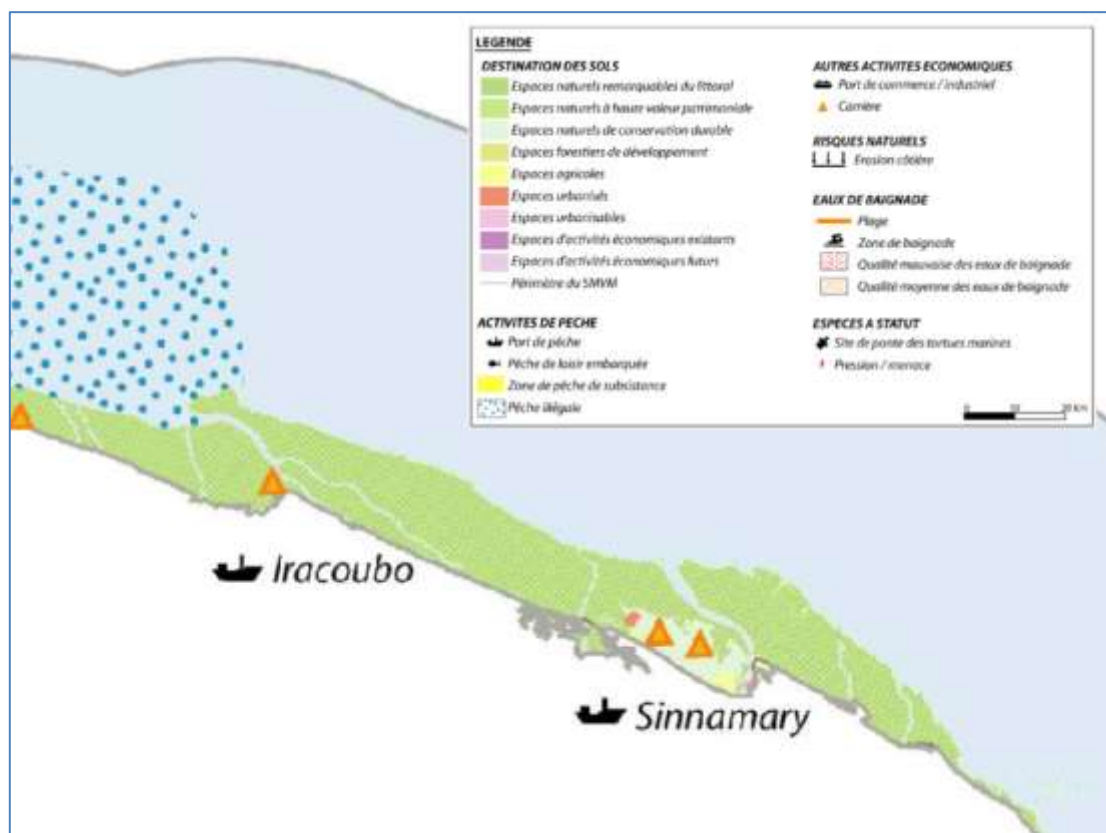 LEGENDE
DESTINATION DES SOLS
Espaces naturels remarquables du littoral
Espaces naturels à haute valeur patrimoniale
Espaces naturels de conservation durable
Espaces forestiers de développement
Espaces agricoles
Espaces urbanisés
Espaces urbanisables
Espaces d'activités économiques existants
Espaces d'activités économiques futurs
Périmètre du SMVM
ACTIVITES DE PECHE
Port de pêche
Pêche de loisir embarquée
Zone de pêche de subsistance
Pêche illégale
AUTRES ACTIVITES ECONOMIQUES
Port de commerce / industriel
Carrière
RISQUES NATURELS
Erosion côtière
EAUX DE BAIGNADE
Plage
Zone de baignade
Qualité mauvaise des eaux de baignade
Qualité moyenne des eaux de baignade
ESPECES A STATUT
Site de ponte des tortues marines
Pression / menace
0 10 20 km
Iracoubo
Sinnamary